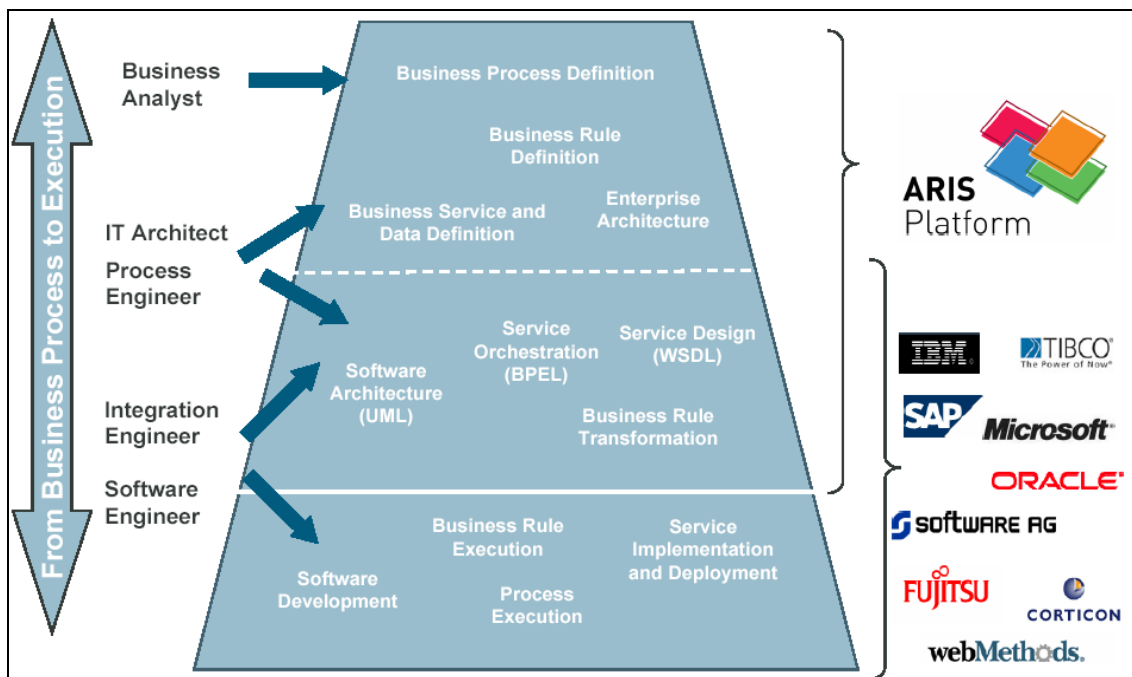 From Business Process to Execution
Business
Analyst
IT Architect
Process
Engineer
Integration
Engineer
Software
Engineer
Business Process Definition
Business Rule
Definition
Business Service and
Data Definition
Enterprise
Architecture
Software
Architecture
(UML)
Service
Orchestration
(BPEL)
Service Design
(WSDL)
Business Rule
Transformation
Software
Development
Business Rule
Execution
Process
Execution
Service
Implementation
and Deployment
ARIS
Platform
IBM
TIBCO
The Power of Now
SAP
Microsoft
ORACLE
SOFTWARE AG
FUJITSU
CORTICON
webMethods.